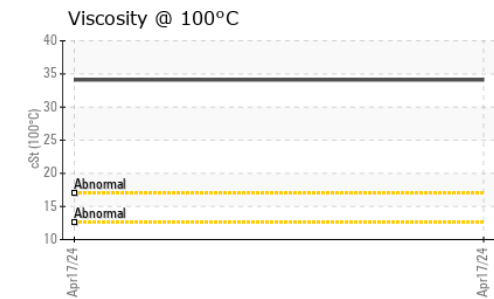 Viscosity @ 100°C
cSt (100°C)
40
35
30
25
20
15
10
Abnormal
Abnormal
Apr17/24
Apr17/24